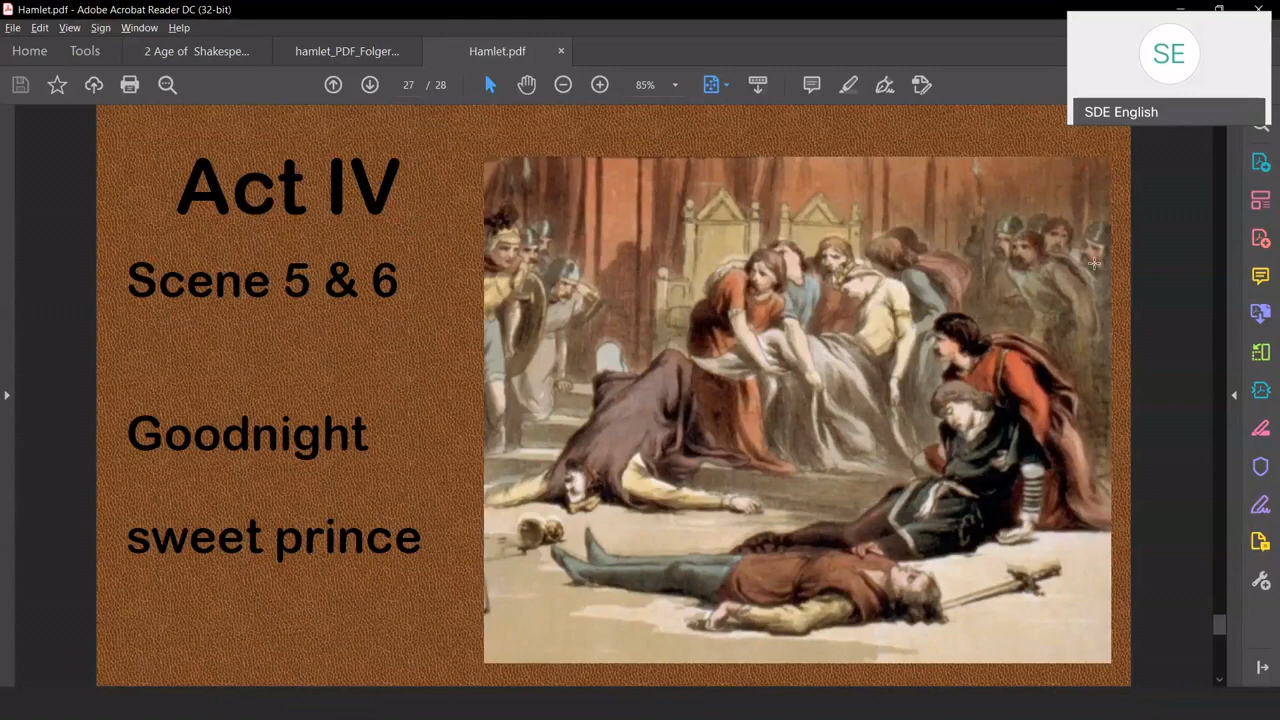 Hamlet.pdf - Adobe Acrobat Reader DC (32-bit)
File Edit View Sign Window Help
Home Tools 2 Age of Shakespe... hamlet_PDF_Folger... Hamlet.pdf ×
27 / 28 85%
SE
SDE English
Act IV
Scene 5 & 6
Goodnight
sweet prince